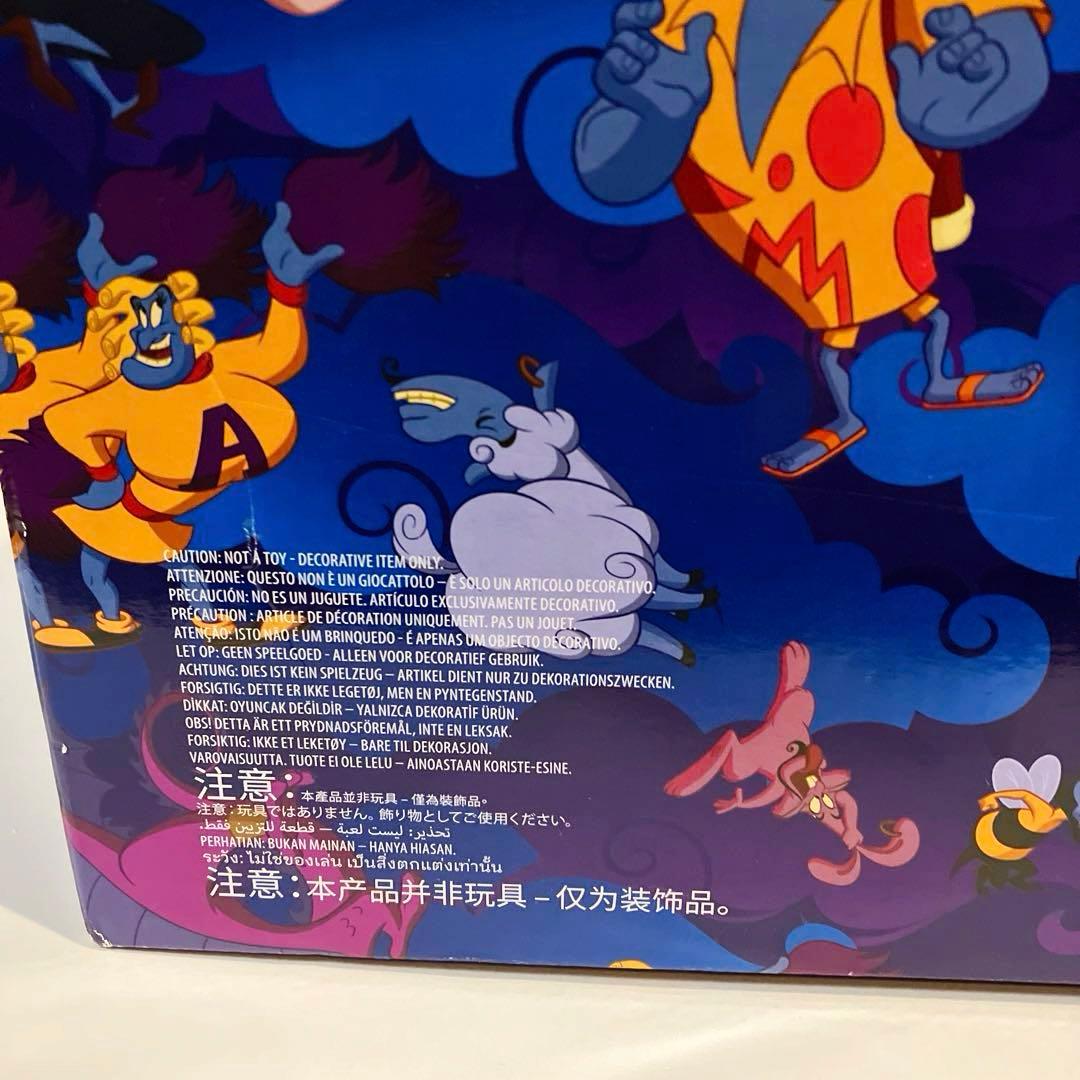 A
CAUTION: NOT A TOY - DECORATIVE ITEM ONLY.
ATTENZIONE: QUESTO NON È UN GIOCATTOLO – È SOLO UN ARTICOLO DECORATIVO.
PRECAUCIÓN: NO ES UN JUGUETE. ARTÍCULO EXCLUSIVAMENTE DECORATIVO.
PRÉCAUTION : ARTICLE DE DÉCORATION UNIQUEMENT. PAS UN JOUET.
ATENÇÃO: ISTO NÃO É UM BRINQUEDO - É APENAS UM OBJECTO DECORATIVO.
LET OP: GEEN SPEELGOED - ALLEEN VOOR DECORATIEF GEBRUIK.
ACHTUNG: DIES IST KEIN SPIELZEUG – ARTIKEL DIENT NUR ZU DEKORATIONSZWECKEN.
FORSIGTIG: DETTE ER IKKE LEGETØJ, MEN EN PYNTEGENSTAND.
DİKKAT: OYUNCAK DEĞİLDİR – YALNIZCA DEKORATİF ÜRÜN.
OBS! DETTA ÄR ETT PRYDNADSFÖREMÅL, INTE EN LEKSAK.
FORSIKTIG: IKKE ET LEKETØY – BARE TIL DEKORASJON.
VAROVAISUUTTA. TUOTE EI OLE LELU – AINOASTAAN KORISTE-ESINE.
注意：本產品並非玩具 – 僅為裝飾品。
注意：玩具ではありません。飾り物としてご使用ください。
تحذير: ليست لعبة – قطعة للتزيين فقط.
PERHATIAN: BUKAN MAINAN – HANYA HIASAN.
ระวัง: ไม่ใช่ของเล่น เป็นสิ่งตกแต่งเท่านั้น
注意：本产品并非玩具 – 仅为装饰品。